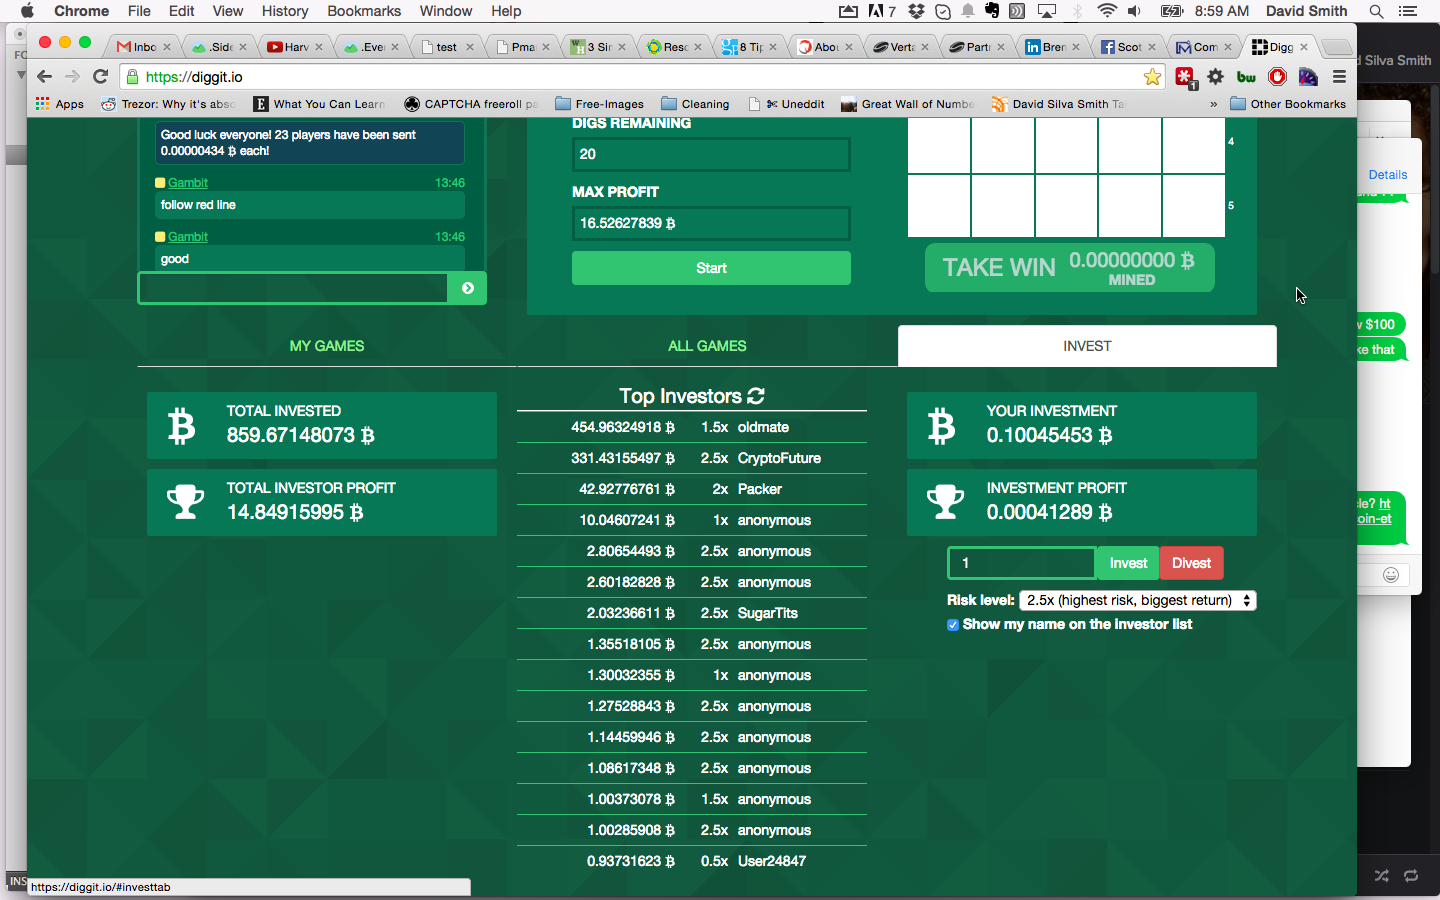 Chrome File Edit View History Bookmarks Window Help 7 8:59 AM David Smith
Inbo .Side Harv .Ever test Pma 3 Sin Reso 8 Tip Abou Verta Partn Bren Scot Com Digg
https://diggit.io
1
Apps Trezor: Why it's abso What You Can Learn CAPTCHA freeroll pa Free-Images Cleaning Uneddit Great Wall of Numbe David Silva Smith Ta » Other Bookmarks
d Silva Smith
Details
Good luck everyone! 23 players have been sent
0.00000434 ₿ each!
Gambit 13:46
follow red line
Gambit 13:46
good
DIGS REMAINING
20
MAX PROFIT
16.52627839 ₿
Start
4
5
TAKE WIN 0.00000000 ₿
MINED
w $100
ke that
cle? ht
oin-et
MY GAMES ALL GAMES INVEST
TOTAL INVESTED
859.67148073 ₿
TOTAL INVESTOR PROFIT
14.84915995 ₿
Top Investors
454.96324918 ₿ 1.5x oldmate
331.43155497 ₿ 2.5x CryptoFuture
42.92776761 ₿ 2x Packer
10.04607241 ₿ 1x anonymous
2.80654493 ₿ 2.5x anonymous
2.60182828 ₿ 2.5x anonymous
2.03236611 ₿ 2.5x SugarTits
1.35518105 ₿ 2.5x anonymous
1.30032355 ₿ 1x anonymous
1.27528843 ₿ 2.5x anonymous
1.14459946 ₿ 2.5x anonymous
1.08617348 ₿ 2.5x anonymous
1.00373078 ₿ 1.5x anonymous
1.00285908 ₿ 2.5x anonymous
0.93731623 ₿ 0.5x User24847
YOUR INVESTMENT
0.10045453 ₿
INVESTMENT PROFIT
0.00041289 ₿
1 Invest Divest
Risk level: 2.5x (highest risk, biggest return)
Show my name on the investor list
INS
https://diggit.io/#investtab